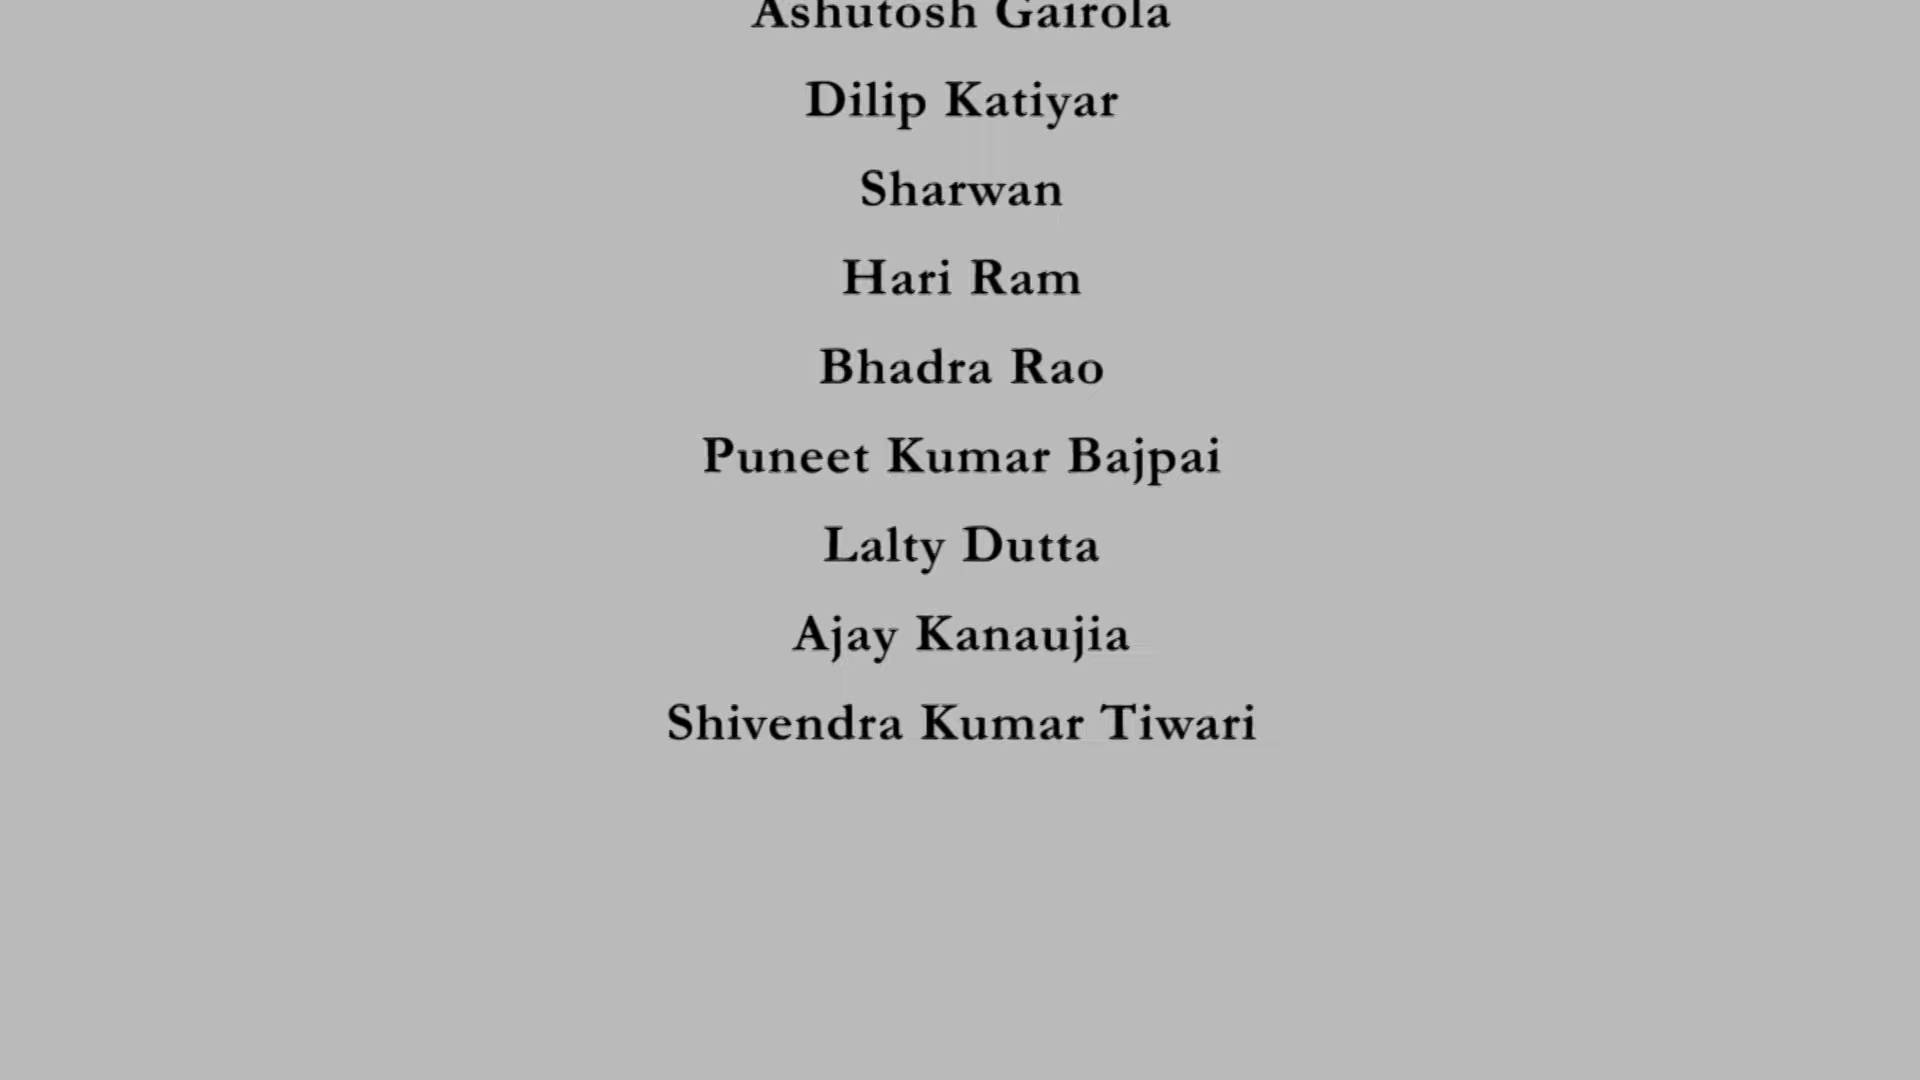 Ashutosh Gairola
Dilip Katiyar
Sharwan
Hari Ram
Bhadra Rao
Puneet Kumar Bajpai
Lalty Dutta
Ajay Kanaujia
Shivendra Kumar Tiwari